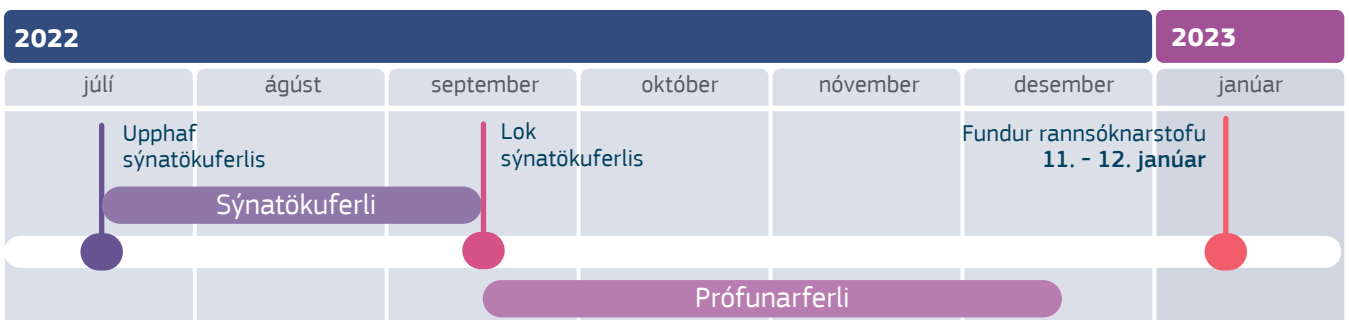 2022
2023
júlí
ágúst
september
október
nóvember
desember
janúar
Upphaf
sýnatökuferlis
Lok
sýnatökuferlis
Fundur rannsóknarstofu
11. - 12. janúar
Sýnatökuferli
Prófunarferli